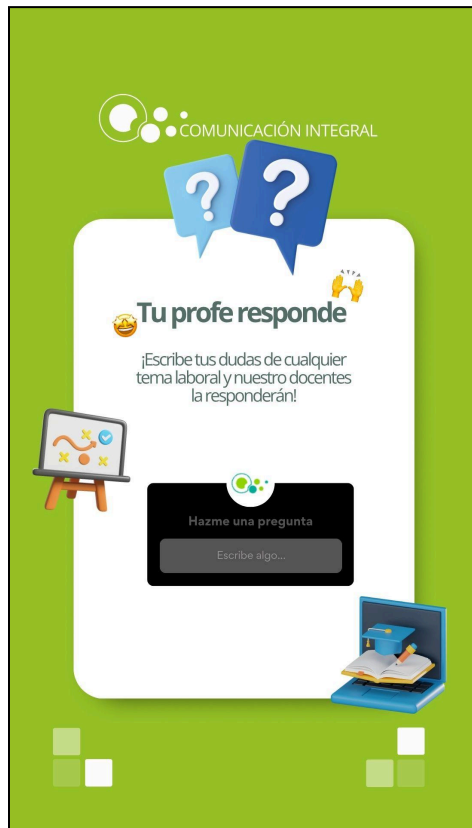 COMUNICACIÓN INTEGRAL
? ?
Tu profe responde
¡Escribe tus dudas de cualquier
tema laboral y nuestro docentes
la responderán!
Hazme una pregunta
Escribe algo...